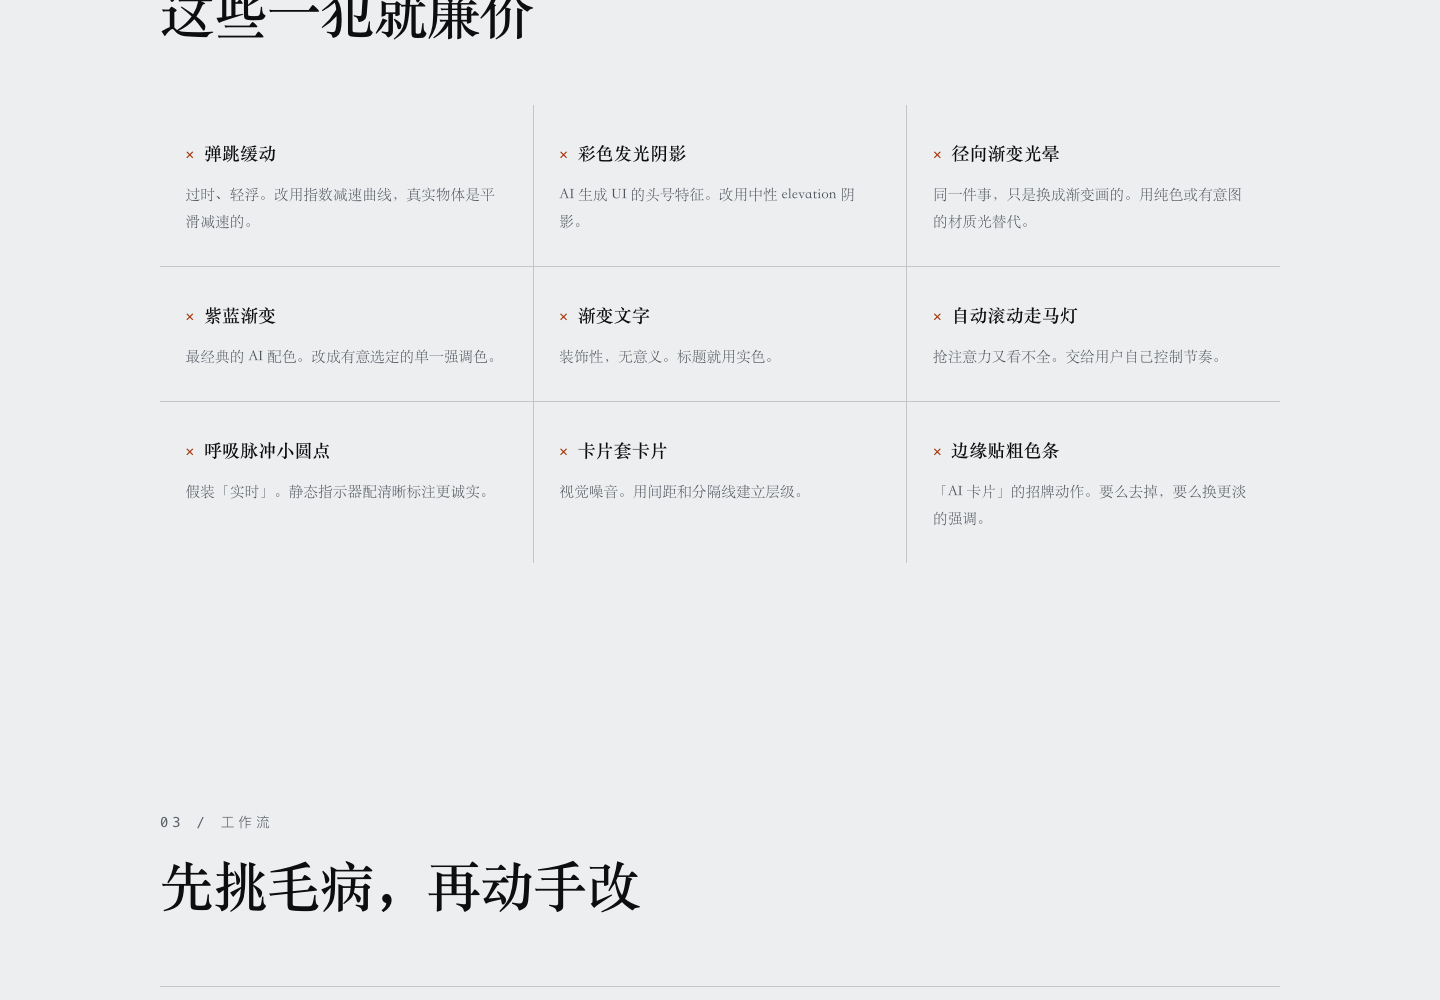 这些一犯就廉价
× 弹跳缓动
过时、轻浮。改用指数减速曲线，真实物体是平
滑减速的。
× 彩色发光阴影
AI 生成 UI 的头号特征。改用中性 elevation 阴
影。
× 径向渐变光晕
同一件事，只是换成渐变画的。用纯色或有意图
的材质光替代。
× 紫蓝渐变
最经典的 AI 配色。改成有意选定的单一强调色。
× 渐变文字
装饰性，无意义。标题就用实色。
× 自动滚动走马灯
抢注意力又看不全。交给用户自己控制节奏。
× 呼吸脉冲小圆点
假装「实时」。静态指示器配清晰标注更诚实。
× 卡片套卡片
视觉噪音。用间距和分隔线建立层级。
× 边缘贴粗色条
「AI 卡片」的招牌动作。要么去掉，要么换更淡
的强调。
03 / 工作流
先挑毛病，再动手改